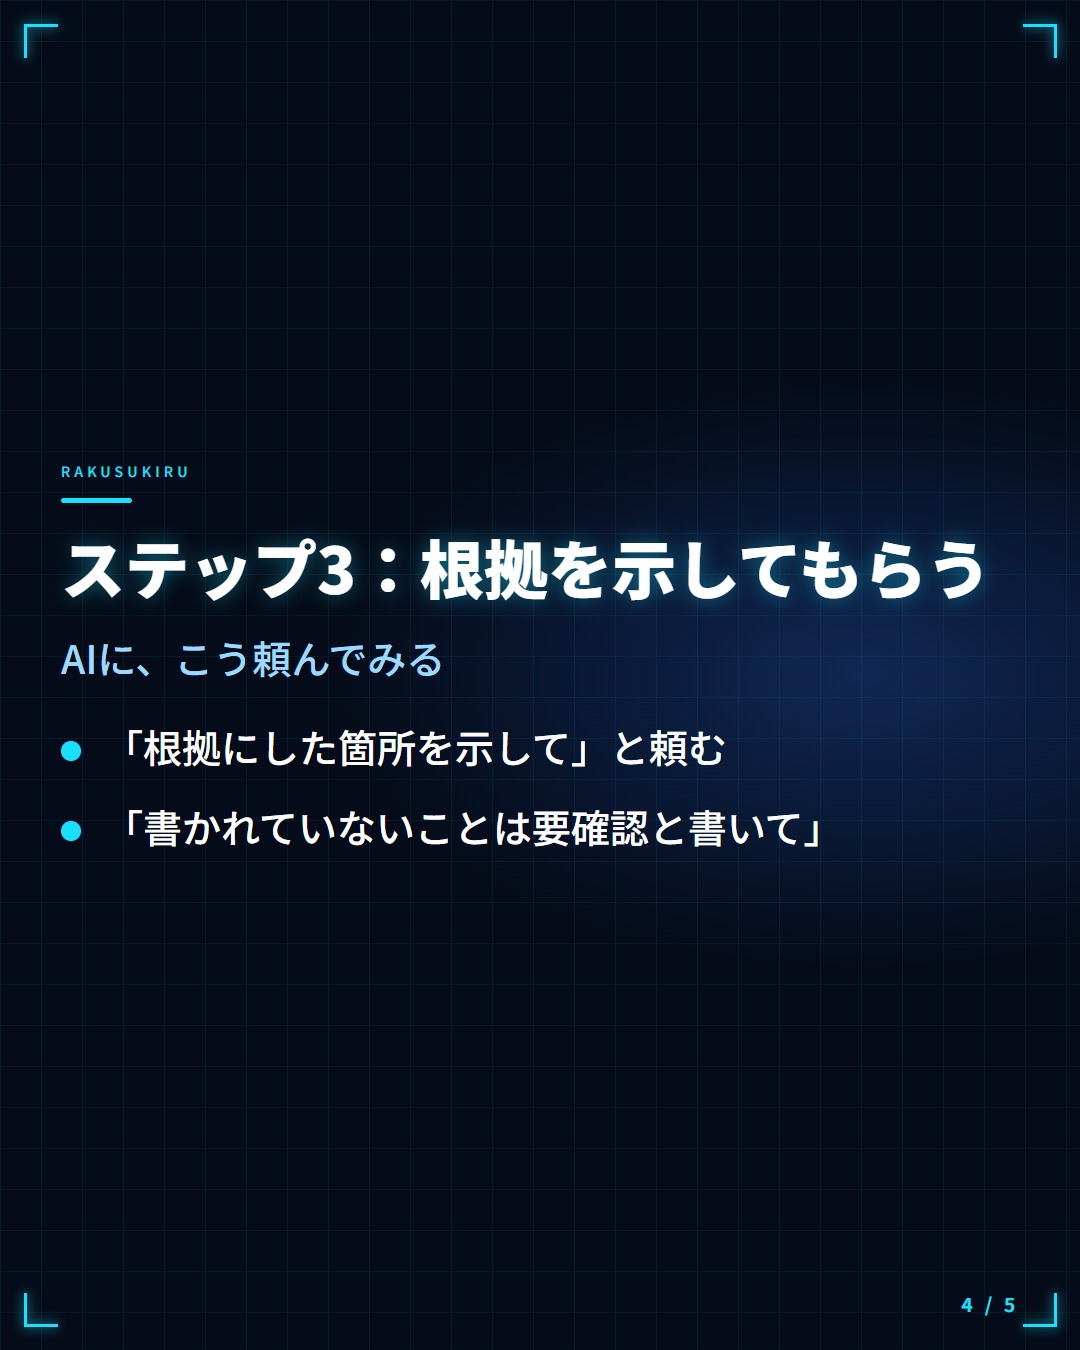 RAKUSUKIRU
ステップ3：根拠を示してもらう
AIに、こう頼んでみる
「根拠にした箇所を示して」と頼む
「書かれていないことは要確認と書いて」
4 / 5